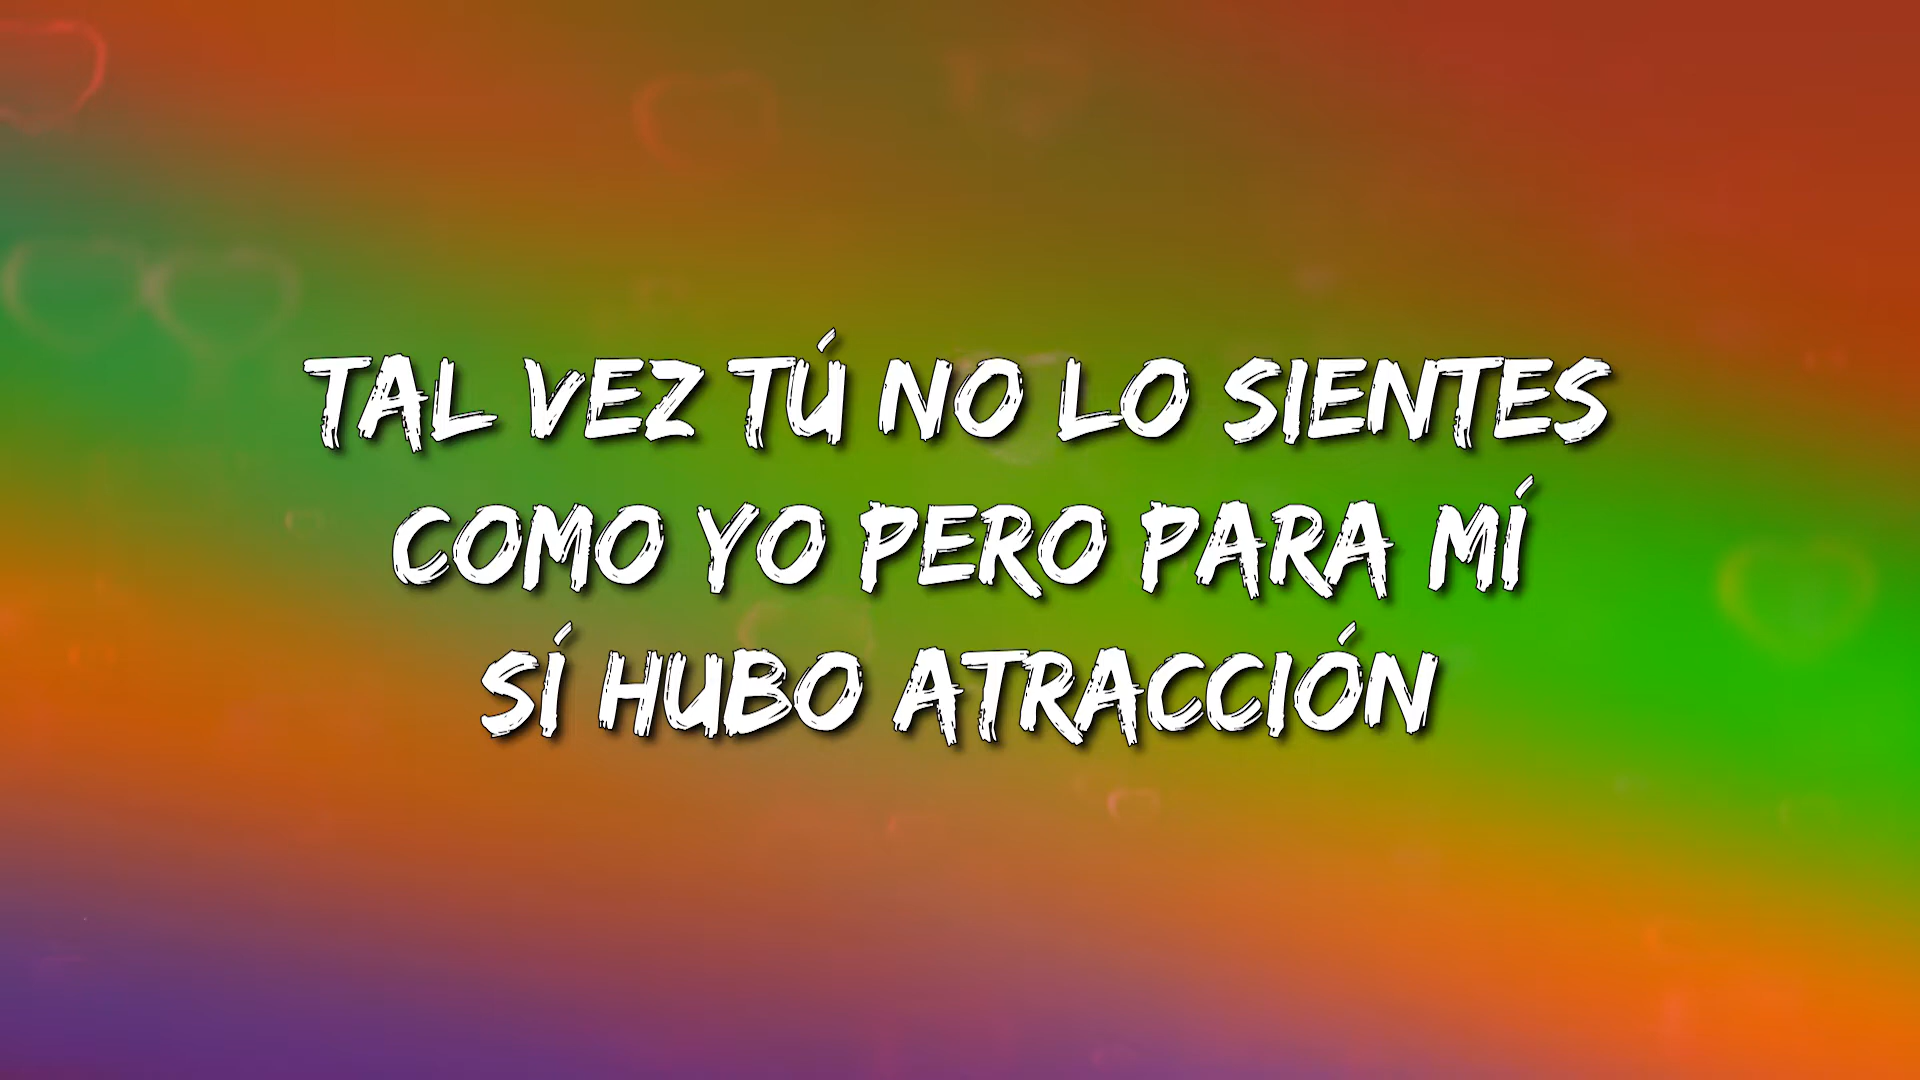 TAL VEZ TÚ NO LO SIENTES
COMO YO PERO PARA MÍ
SÍ HUBO ATRACCIÓN